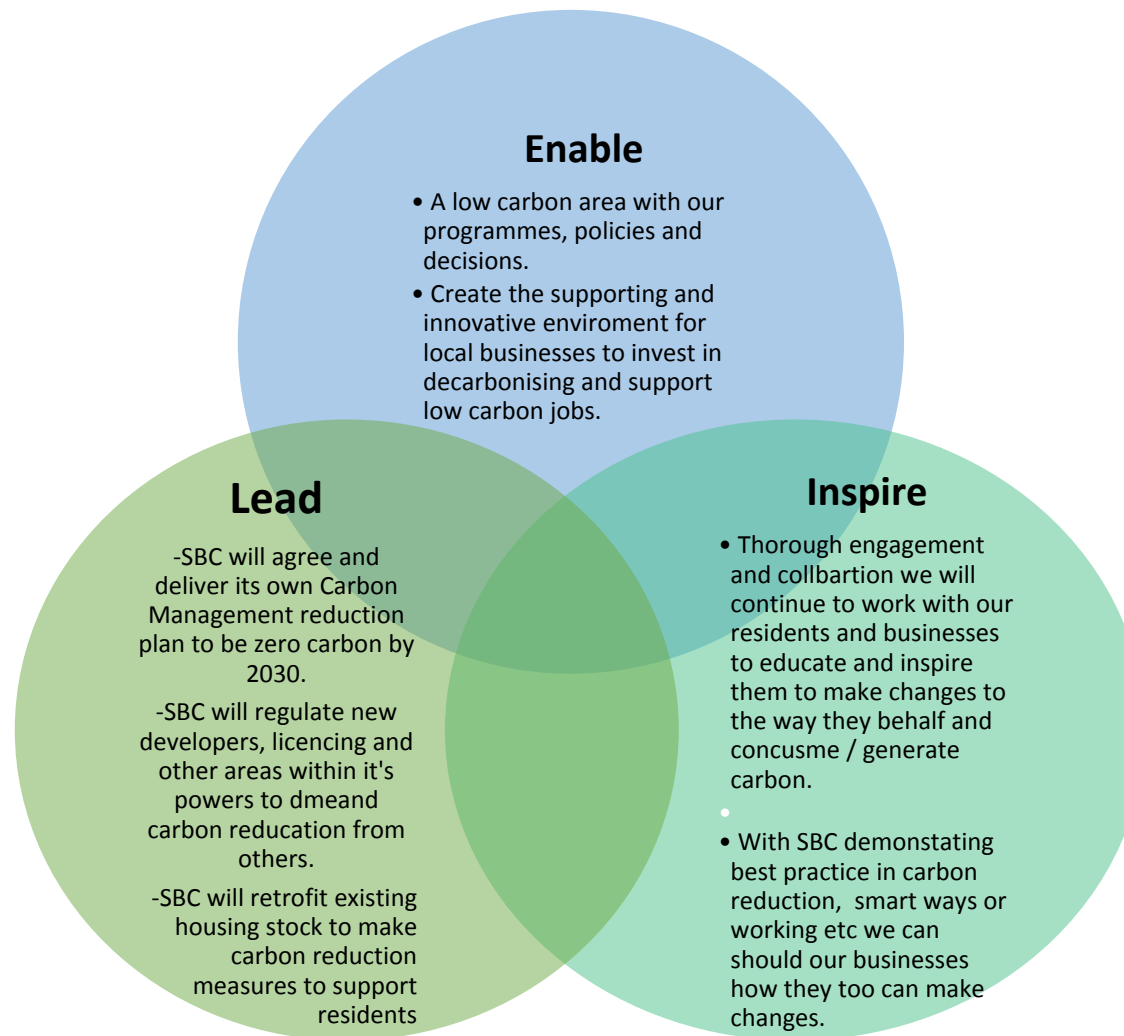 Enable
• A low carbon area with our
programmes, policies and
decisions.
• Create the supporting and
innovative enviroment for
local businesses to invest in
decarbonising and support
low carbon jobs.
Lead
-SBC will agree and
deliver its own Carbon
Management reduction
plan to be zero carbon by
2030.
-SBC will regulate new
developers, licencing and
other areas within it's
powers to dmeand
carbon reducation from
others.
-SBC will retrofit existing
housing stock to make
carbon reduction
measures to support
residents
Inspire
• Thorough engagement
and collbartion we will
continue to work with our
residents and businesses
to educate and inspire
them to make changes to
the way they behalf and
concusme / generate
carbon.
•
• With SBC demonstating
best practice in carbon
reduction,  smart ways or
working etc we can
should our businesses
how they too can make
changes.